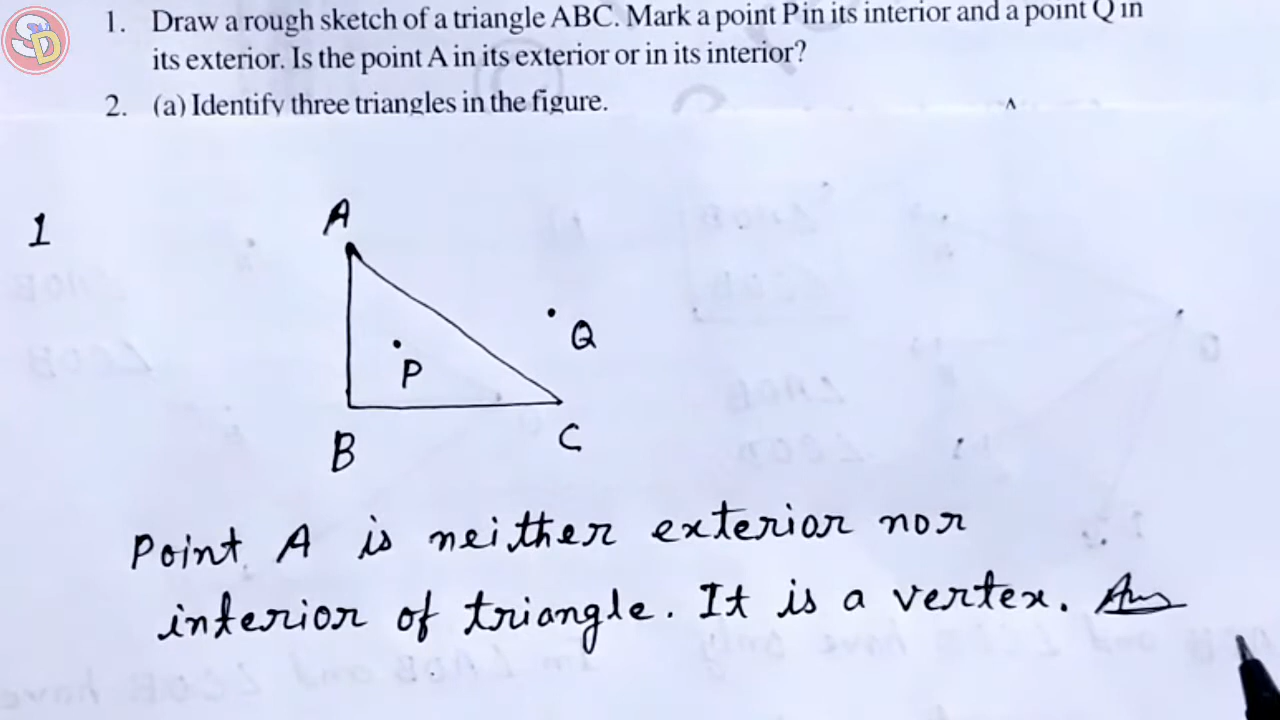 SD
1. Draw a rough sketch of a triangle ABC. Mark a point P in its interior and a point Q in
its exterior. Is the point A in its exterior or in its interior?
2. (a) Identify three triangles in the figure.
1
A
Q
P
B
C
Point A is neither exterior nor
interior of triangle. It is a vertex. Ans